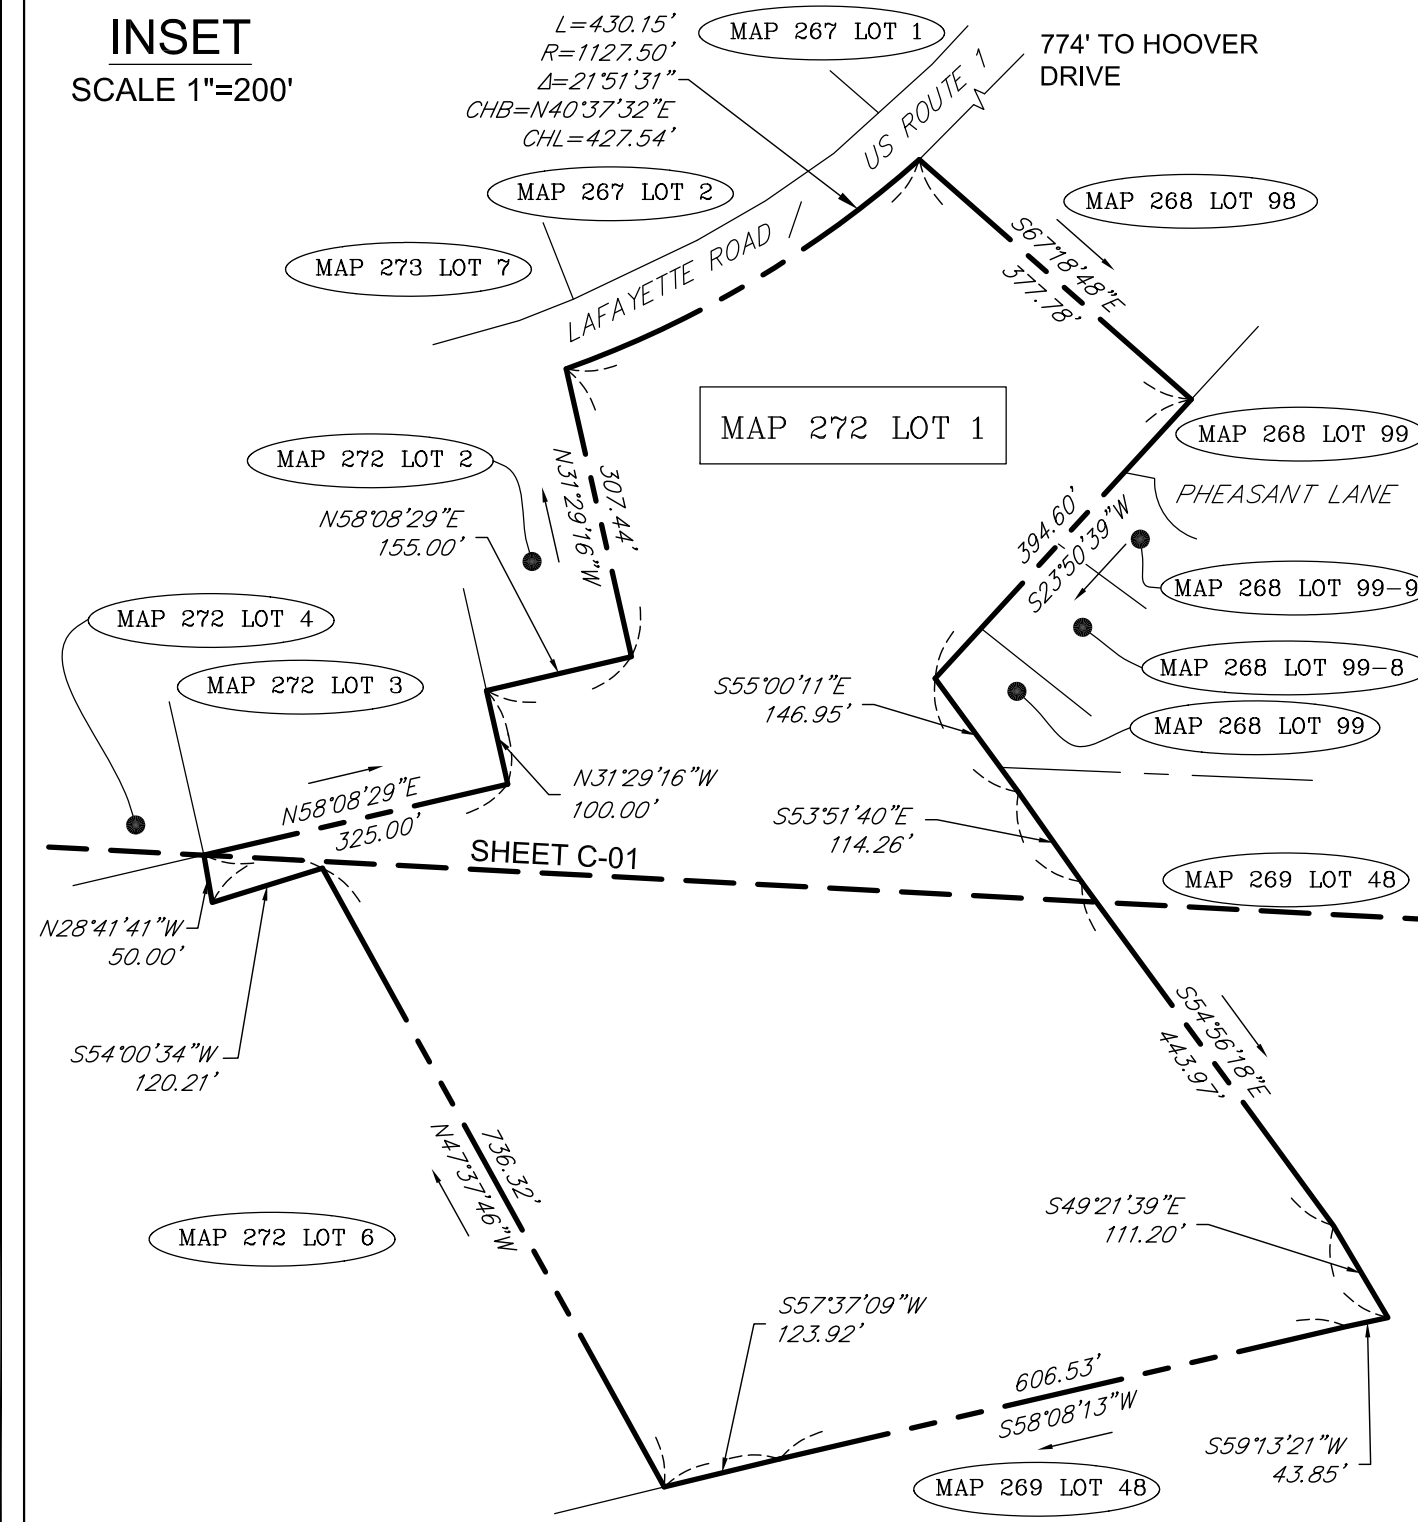 INSET
SCALE 1"=200'
L=430.15'
R=1127.50'
Δ=21°51'31"
CHB=N40°37'32"E
CHL=427.54'
MAP 267 LOT 1
774' TO HOOVER
DRIVE
US ROUTE 1
MAP 267 LOT 2
MAP 268 LOT 98
MAP 273 LOT 7
LAFAYETTE ROAD
S67°18'48"E
377.78'
MAP 272 LOT 1
MAP 268 LOT 99
PHEASANT LANE
MAP 272 LOT 2
N58°08'29"E
155.00'
307.44'
N31°29'16"W
394.60'
S23°50'39"W
MAP 268 LOT 99-9
MAP 272 LOT 4
MAP 268 LOT 99-8
MAP 272 LOT 3
S55°00'11"E
146.95'
MAP 268 LOT 99
N58°08'29"E
325.00'
N31°29'16"W
100.00'
S53°51'40"E
114.26'
SHEET C-01
MAP 269 LOT 48
N28°41'41"W
50.00'
S54°00'34"W
120.21'
S54°56'18"E
443.97'
736.32'
N47°37'46"W
MAP 272 LOT 6
S49°21'39"E
111.20'
S57°37'09"W
123.92'
606.53'
S58°08'13"W
S59°13'21"W
43.85'
MAP 269 LOT 48